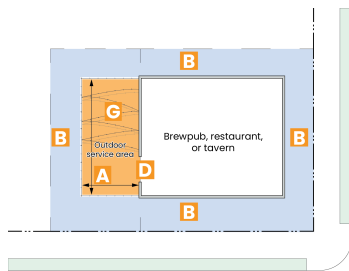 B
G
Brewpub, restaurant,
or tavern
B
B
Outdoor
service area
D
A
B